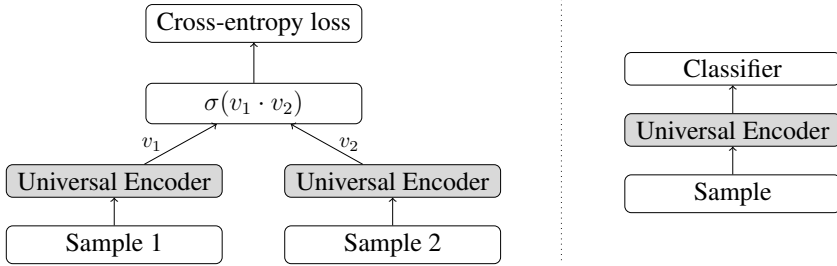 Cross-entropy loss
σ(v₁ · v₂)
v₁
v₂
Universal Encoder
Universal Encoder
Sample 1
Sample 2
Classifier
Universal Encoder
Sample